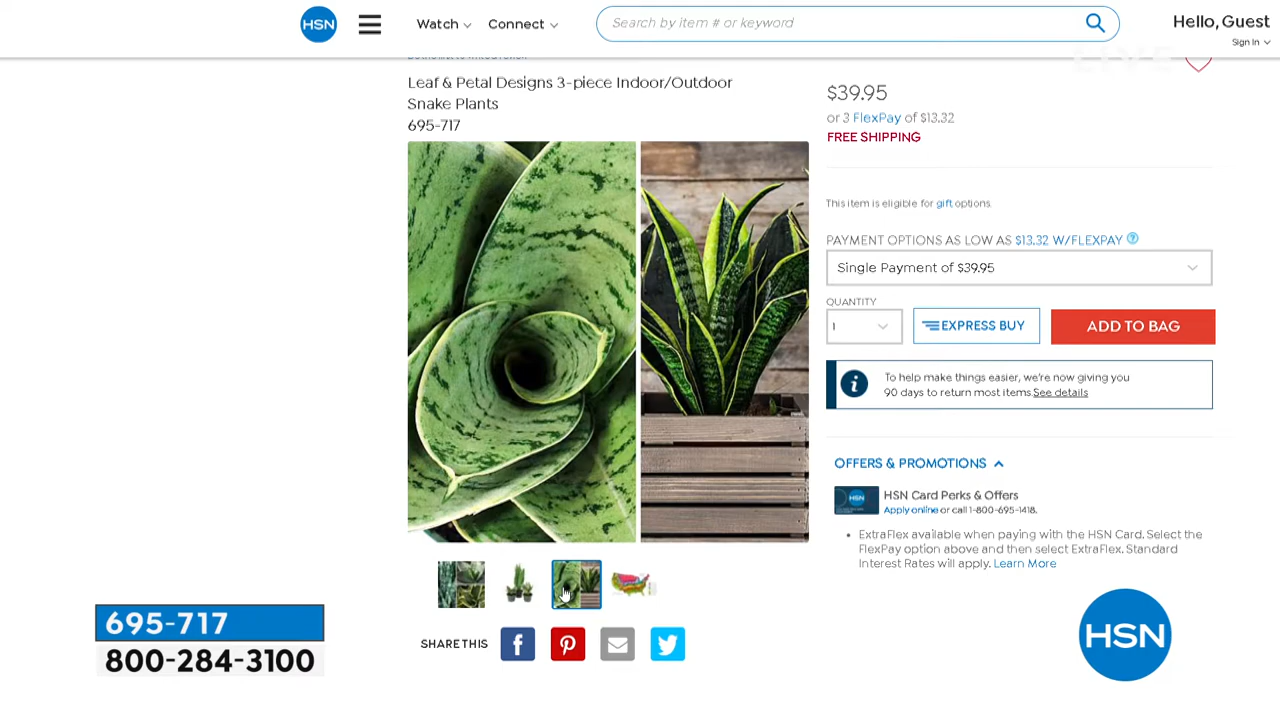 HSN
Watch
Connect
Search by item # or keyword
Hello, Guest
Sign In
LIVE
Leaf & Petal Designs 3-piece Indoor/Outdoor
Snake Plants
695-717
$39.95
or 3 FlexPay of $13.32
FREE SHIPPING
This item is eligible for gift options.
PAYMENT OPTIONS AS LOW AS $13.32 W/FLEXPAY ?
Single Payment of $39.95
QUANTITY
1
EXPRESS BUY
ADD TO BAG
i
To help make things easier, we're now giving you
90 days to return most items.See details
OFFERS & PROMOTIONS
HSN
HSN Card Perks & Offers
Apply online or call 1-800-695-1418.
• ExtraFlex available when paying with the HSN Card. Select the
FlexPay option above and then select ExtraFlex. Standard
Interest Rates will apply. Learn More
SHARE THIS
695-717
800-284-3100
HSN